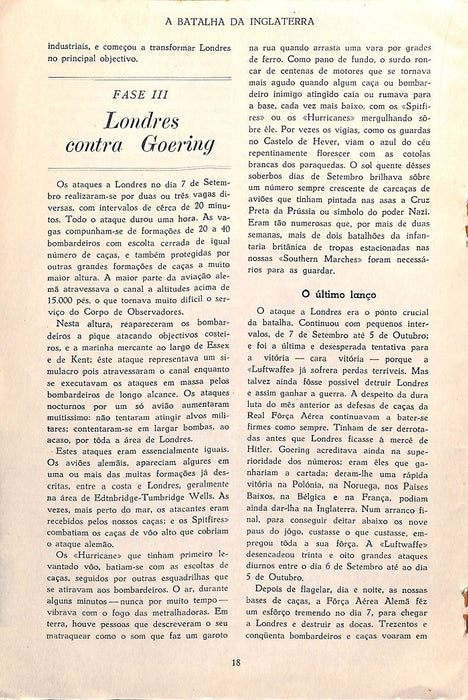 A BATALHA DA INGLATERRA
industriais, e começou a transformar Londres
no principal objectivo.
FASE III
Londres
contra Goering
Os ataques a Londres no dia 7 de Setem-
bro realizaram-se por duas ou três vagas di-
versas, com intervalos de cêrca de 20 minu-
tos. Todo o ataque durou uma hora. As va-
gas compunham-se de formações de 20 a 40
bombardeiros com escolta cerrada de igual
número de caças, e também protegidas por
outras grandes formações de caças a muito
maior altura. A maior parte da aviação ale-
mã atravessava o canal a altitudes acima de
15.000 pés, o que tornava muito difícil o ser-
viço do Corpo de Observadores.
Nesta altura, reapareceram os bombar-
deiros a pique atacando objectivos costei-
ros, e a marinha mercante ao largo de Essex
e de Kent; êste ataque representava um si-
mulacro pois atravessaram o canal enquanto
se executavam os ataques em massa pelos
bombardeiros de longo alcance. Os ataques
nocturnos por um só avião aumentaram
muitíssimo: não tentaram atingir alvos mili-
tares; contentaram-se em largar bombas, ao
acaso, por tôda a área de Londres.
Estes ataques eram essencialmente iguais.
Os aviões alemãis, apareciam algures em
uma ou mais das muitas formações já des-
critas, entre a costa e Londres, geralmente
na área de Edtnbridge-Tumbridge Wells. Às
vezes, mais perto do mar, os atacantes eram
recebidos pelos nossos caças; e os Spitfires»
combatiam os caças de vôo alto que cobriam
o ataque alemão.
Os «Hurricane» que tinham primeiro le-
vantado vôo, batiam-se com as escoltas de
caças, seguidos por outras esquadrilhas que
se atiravam aos bombardeiros. O ar, durante
alguns minutos — nunca por muito tempo —
vibrava com o fogo das metralhadoras. Em
terra, houve pessoas que descreveram o seu
matraquear como o som que faz um garoto
na rua quando arrasta uma vara por grades
de ferro. Como pano de fundo, o surdo ron-
car de centenas de motores que se tornava
mais agudo quando algum caça ou bombar-
deiro inimigo atingido caía ou rumava para
a base, cada vez mais baixo, com os «Spitfi-
res» ou os «Hurricanes» mergulhando sô-
bre êle. Por vezes os vigias, como os guardas
no Castelo de Hever, viam o azul do céu
repentinamente florescer com as cotolas
brancas dos paraquedas. O sol quente dêsses
soberbos dias de Setembro brilhava sôbre
um número sempre crescente de carcaças de
aviões que tinham pintada nas asas a Cruz
Preta da Prússia ou símbolo do poder Nazi.
Eram tão numerosas que, por mais de duas
semanas, mais de dois batalhões da infan-
taria britânica de tropas estacionadas nas
nossas «Southern Marches» foram necessá-
rios para as guardar.
O último lanço
O ataque a Londres era o ponto crucial
da batalha. Continuou com pequenos inter-
valos, de 7 de Setembro até 5 de Outubro;
e foi a última e desesperada tentativa para
a vitória — cara vitória — porque a
«Luftwaffe» já sofrera perdas terríveis. Mas
talvez ainda fôsse possível detruir Londres
e assim ganhar a guerra. A despeito da dura
luta do mês anterior as defesas de caças da
Real Fôrça Aérea continuavam a bater-se
firmes como sempre. Tinham de ser derrota-
das antes que Londres ficasse à mercê de
Hitler. Goering acreditava ainda na supe-
rioridade dos números; eram êles que ga-
nhariam a cartada; deram-lhe uma rápida
vitória na Polónia, na Noruega, nos Países
Baixos, na Bélgica e na França, podiam
ainda dar-lha na Inglaterra. Num arranco fi-
nal, para conseguir deitar abaixo os nove
paus do jôgo, custasse o que custasse, em-
pregou tôda a sua fôrça. A «Luftwaffe»
desencadeou trinta e oito grandes ataques
diurnos entre o dia 6 de Setembro até ao dia
5 de Outubro.
Depois de flagelar, dia e noite, as nossas
bases de caças, a Fôrça Aérea Alemã fêz
um esfôrço tremendo no dia 7, para chegar
a Londres e destruir as docas. Trezentos e
conqüenta bombardeiros e caças voaram em
18